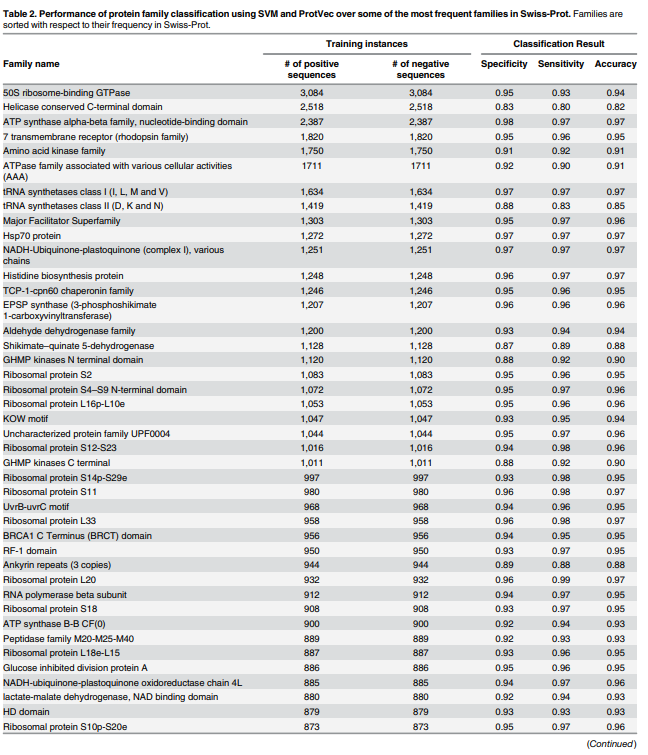 Table 2. Performance of protein family classification using SVM and ProtVec over some of the most frequent families in Swiss-Prot. Families are
sorted with respect to their frequency in Swiss-Prot.
Training instances Classification Result
Family name # of positive sequences # of negative sequences Specificity Sensitivity Accuracy
50S ribosome-binding GTPase 3,084 3,084 0.95 0.93 0.94
Helicase conserved C-terminal domain 2,518 2,518 0.83 0.80 0.82
ATP synthase alpha-beta family, nucleotide-binding domain 2,387 2,387 0.98 0.97 0.97
7 transmembrane receptor (rhodopsin family) 1,820 1,820 0.95 0.96 0.95
Amino acid kinase family 1,750 1,750 0.91 0.92 0.91
ATPase family associated with various cellular activities 1711 1711 0.92 0.90 0.91
(AAA)
tRNA synthetases class I (I, L, M and V) 1,634 1,634 0.97 0.97 0.97
tRNA synthetases class II (D, K and N) 1,419 1,419 0.88 0.83 0.85
Major Facilitator Superfamily 1,303 1,303 0.95 0.97 0.96
Hsp70 protein 1,272 1,272 0.97 0.97 0.97
NADH-Ubiquinone-plastoquinone (complex I), various 1,251 1,251 0.97 0.97 0.97
chains
Histidine biosynthesis protein 1,248 1,248 0.96 0.97 0.97
TCP-1-cpn60 chaperonin family 1,246 1,246 0.95 0.96 0.95
EPSP synthase (3-phosphoshikimate 1,207 1,207 0.96 0.96 0.96
1-carboxyvinyltransferase)
Aldehyde dehydrogenase family 1,200 1,200 0.93 0.94 0.94
Shikimate–quinate 5-dehydrogenase 1,128 1,128 0.87 0.89 0.88
GHMP kinases N terminal domain 1,120 1,120 0.88 0.92 0.90
Ribosomal protein S2 1,083 1,083 0.95 0.96 0.95
Ribosomal protein S4–S9 N-terminal domain 1,072 1,072 0.95 0.97 0.96
Ribosomal protein L16p-L10e 1,053 1,053 0.95 0.96 0.96
KOW motif 1,047 1,047 0.93 0.95 0.94
Uncharacterized protein family UPF0004 1,044 1,044 0.95 0.97 0.96
Ribosomal protein S12-S23 1,016 1,016 0.94 0.98 0.96
GHMP kinases C terminal 1,011 1,011 0.88 0.92 0.90
Ribosomal protein S14p-S29e 997 997 0.93 0.98 0.95
Ribosomal protein S11 980 980 0.96 0.98 0.97
UvrB-uvrC motif 968 968 0.94 0.96 0.95
Ribosomal protein L33 958 958 0.96 0.98 0.97
BRCA1 C Terminus (BRCT) domain 956 956 0.94 0.95 0.95
RF-1 domain 950 950 0.93 0.97 0.95
Ankyrin repeats (3 copies) 944 944 0.89 0.88 0.88
Ribosomal protein L20 932 932 0.96 0.99 0.97
RNA polymerase beta subunit 912 912 0.94 0.97 0.95
Ribosomal protein S18 908 908 0.93 0.97 0.95
ATP synthase B-B CF(0) 900 900 0.92 0.94 0.93
Peptidase family M20-M25-M40 889 889 0.92 0.93 0.93
Ribosomal protein L18e-L15 887 887 0.93 0.96 0.95
Glucose inhibited division protein A 886 886 0.95 0.96 0.95
NADH-ubiquinone-plastoquinone oxidoreductase chain 4L 885 885 0.94 0.97 0.96
lactate-malate dehydrogenase, NAD binding domain 880 880 0.92 0.94 0.93
HD domain 879 879 0.93 0.93 0.93
Ribosomal protein S10p-S20e 873 873 0.95 0.97 0.96
(Continued)